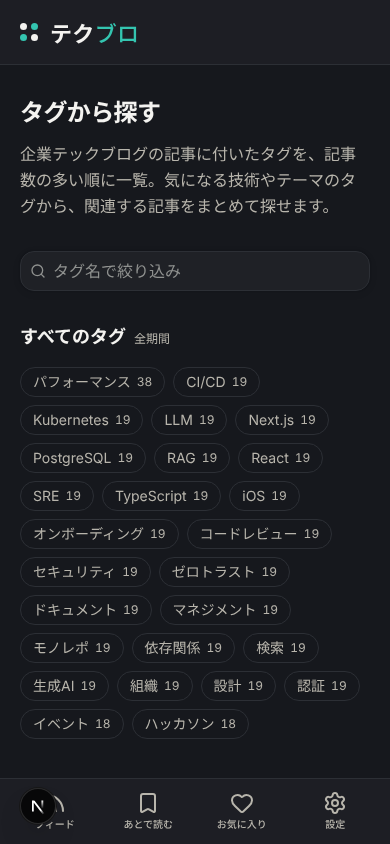 テクブロ
タグから探す
企業テックブログの記事に付いたタグを、記事
数の多い順に一覧。気になる技術やテーマのタ
グから、関連する記事をまとめて探せます。
タグ名で絞り込み
すべてのタグ 全期間
パフォーマンス 38 CI/CD 19
Kubernetes 19 LLM 19 Next.js 19
PostgreSQL 19 RAG 19 React 19
SRE 19 TypeScript 19 iOS 19
オンボーディング 19 コードレビュー 19
セキュリティ 19 ゼロトラスト 19
ドキュメント 19 マネジメント 19
モノレポ 19 依存関係 19 検索 19
生成AI 19 組織 19 設計 19 認証 19
イベント 18 ハッカソン 18
N
フィード あとで読む お気に入り 設定